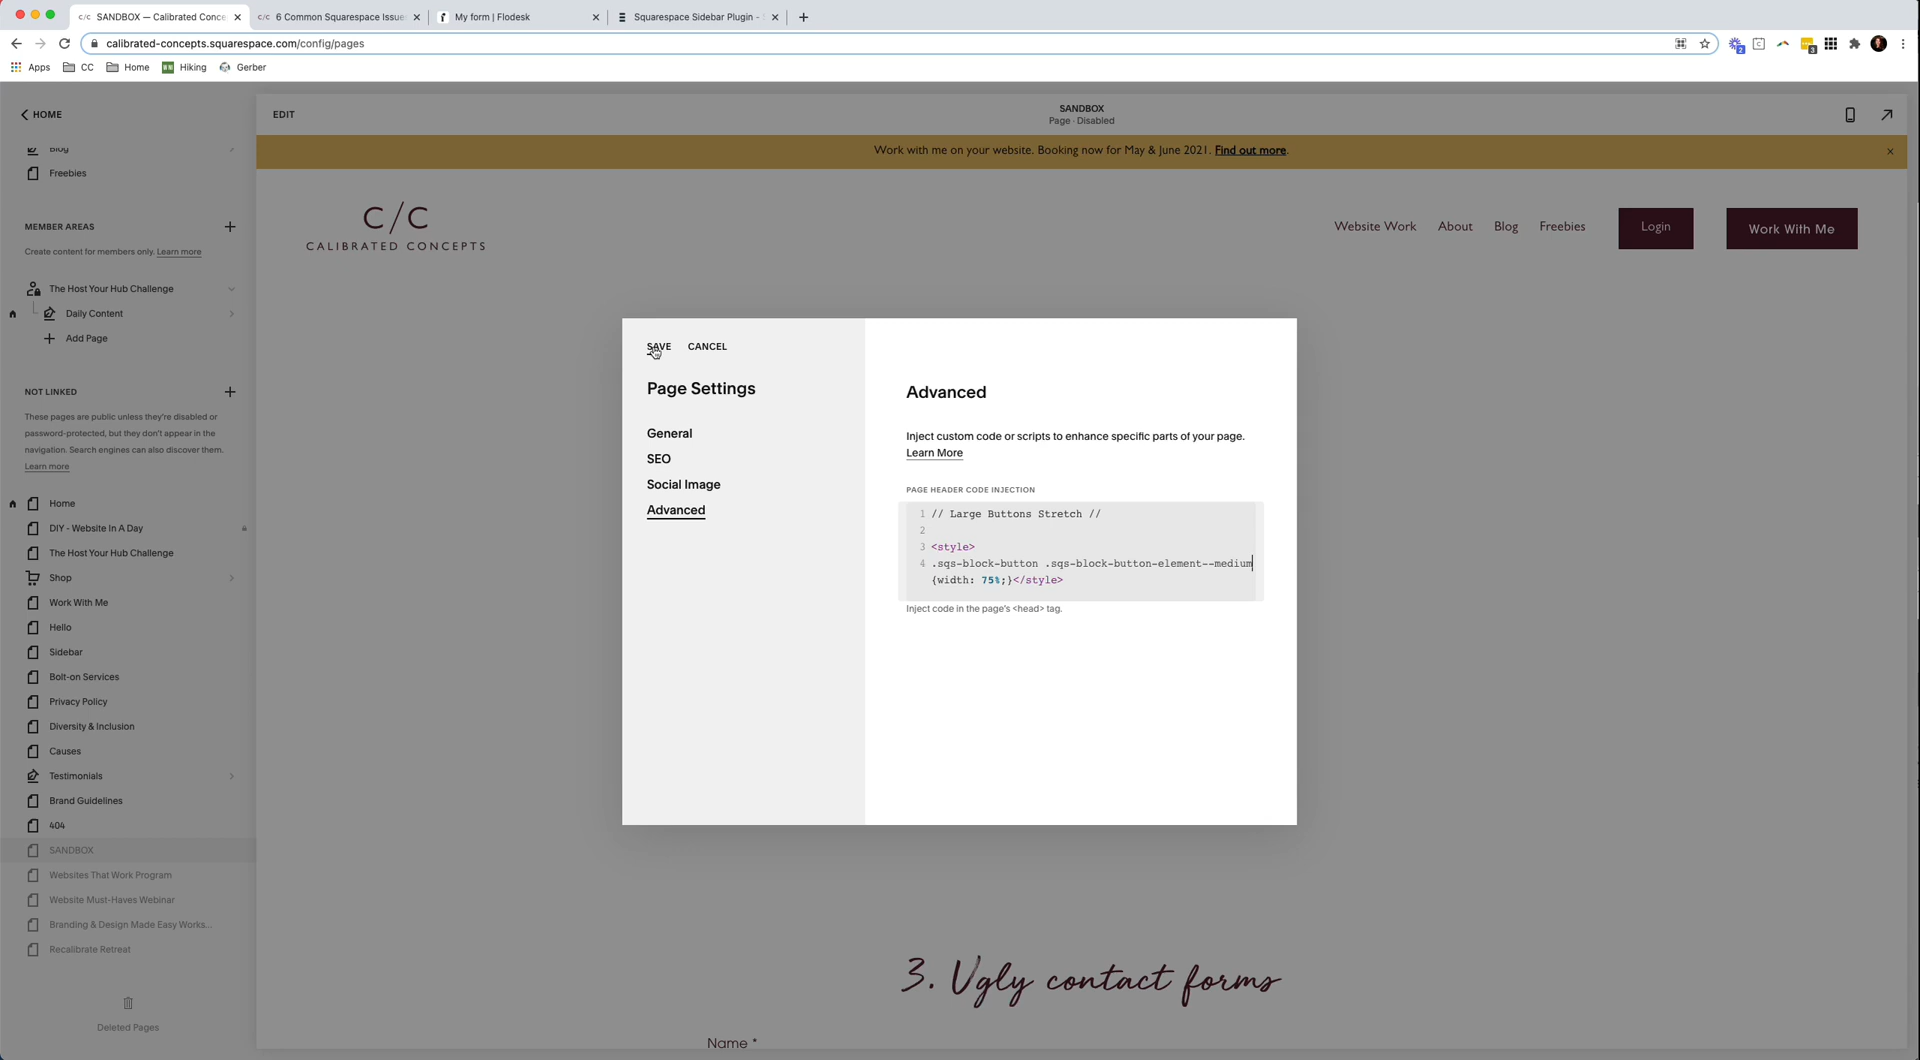 SANDBOX — Calibrated Conce
6 Common Squarespace Issue
My form | Flodesk
Squarespace Sidebar Plugin -
calibrated-concepts.squarespace.com/config/pages
2
3
Apps
CC
Home
Hiking
Gerber
HOME
Blog
Freebies
MEMBER AREAS
Create content for members only. Learn more
The Host Your Hub Challenge
Daily Content
Add Page
NOT LINKED
These pages are public unless they're disabled or
password-protected, but they don't appear in the
navigation. Search engines can also discover them.
Learn more
Home
DIY - Website In A Day
The Host Your Hub Challenge
Shop
Work With Me
Hello
Sidebar
Bolt-on Services
Privacy Policy
Diversity & Inclusion
Causes
Testimonials
Brand Guidelines
404
SANDBOX
Websites That Work Program
Website Must-Haves Webinar
Branding & Design Made Easy Works...
Recalibrate Retreat
Deleted Pages
EDIT
SANDBOX
Page · Disabled
Work with me on your website. Booking now for May & June 2021. Find out more.
C/C
CALIBRATED CONCEPTS
Website Work
About
Blog
Freebies
Login
Work With Me
SAVE
CANCEL
Page Settings
General
SEO
Social Image
Advanced
Advanced
Inject custom code or scripts to enhance specific parts of your page.
Learn More
PAGE HEADER CODE INJECTION
1 // Large Buttons Stretch //
2
3 <style>
4 .sqs-block-button .sqs-block-button-element--medium
{width: 75%;}</style>
Inject code in the page's <head> tag.
3. Ugly contact forms
Name *